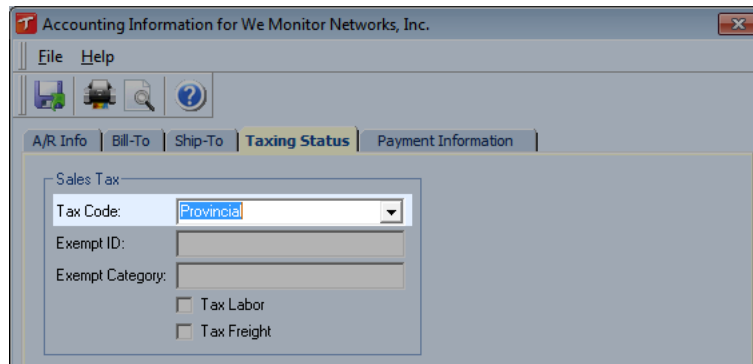 Accounting Information for We Monitor Networks, Inc.
File Help
A/R Info Bill-To Ship-To Taxing Status Payment Information
Sales Tax
Tax Code: Provincial
Exempt ID:
Exempt Category:
Tax Labor
Tax Freight